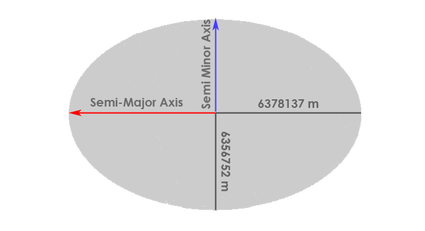 Semi Minor Axis
Semi-Major Axis
6378137 m
6356752 m